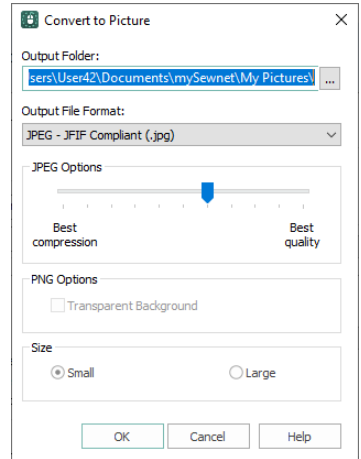 Convert to Picture
Output Folder:
sers\User42\Documents\mySewnet\My Pictures\
...
Output File Format:
JPEG - JFIF Compliant (.jpg)
JPEG Options
Best compression
Best quality
PNG Options
Transparent Background
Size
Small
Large
OK
Cancel
Help